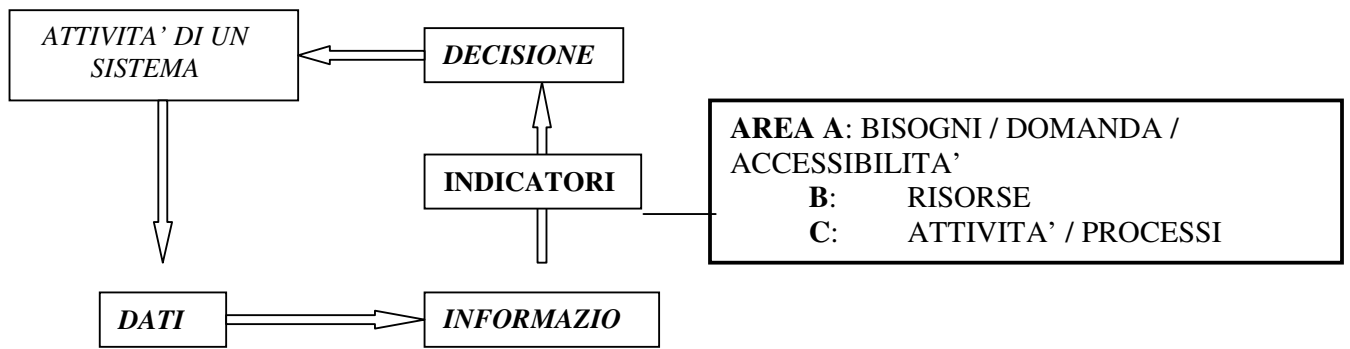 ATTIVITA’ DI UN
SISTEMA
DECISIONE
INDICATORI
AREA A: BISOGNI / DOMANDA /
ACCESSIBILITA’
B: RISORSE
C: ATTIVITA’ / PROCESSI
DATI
INFORMAZIO